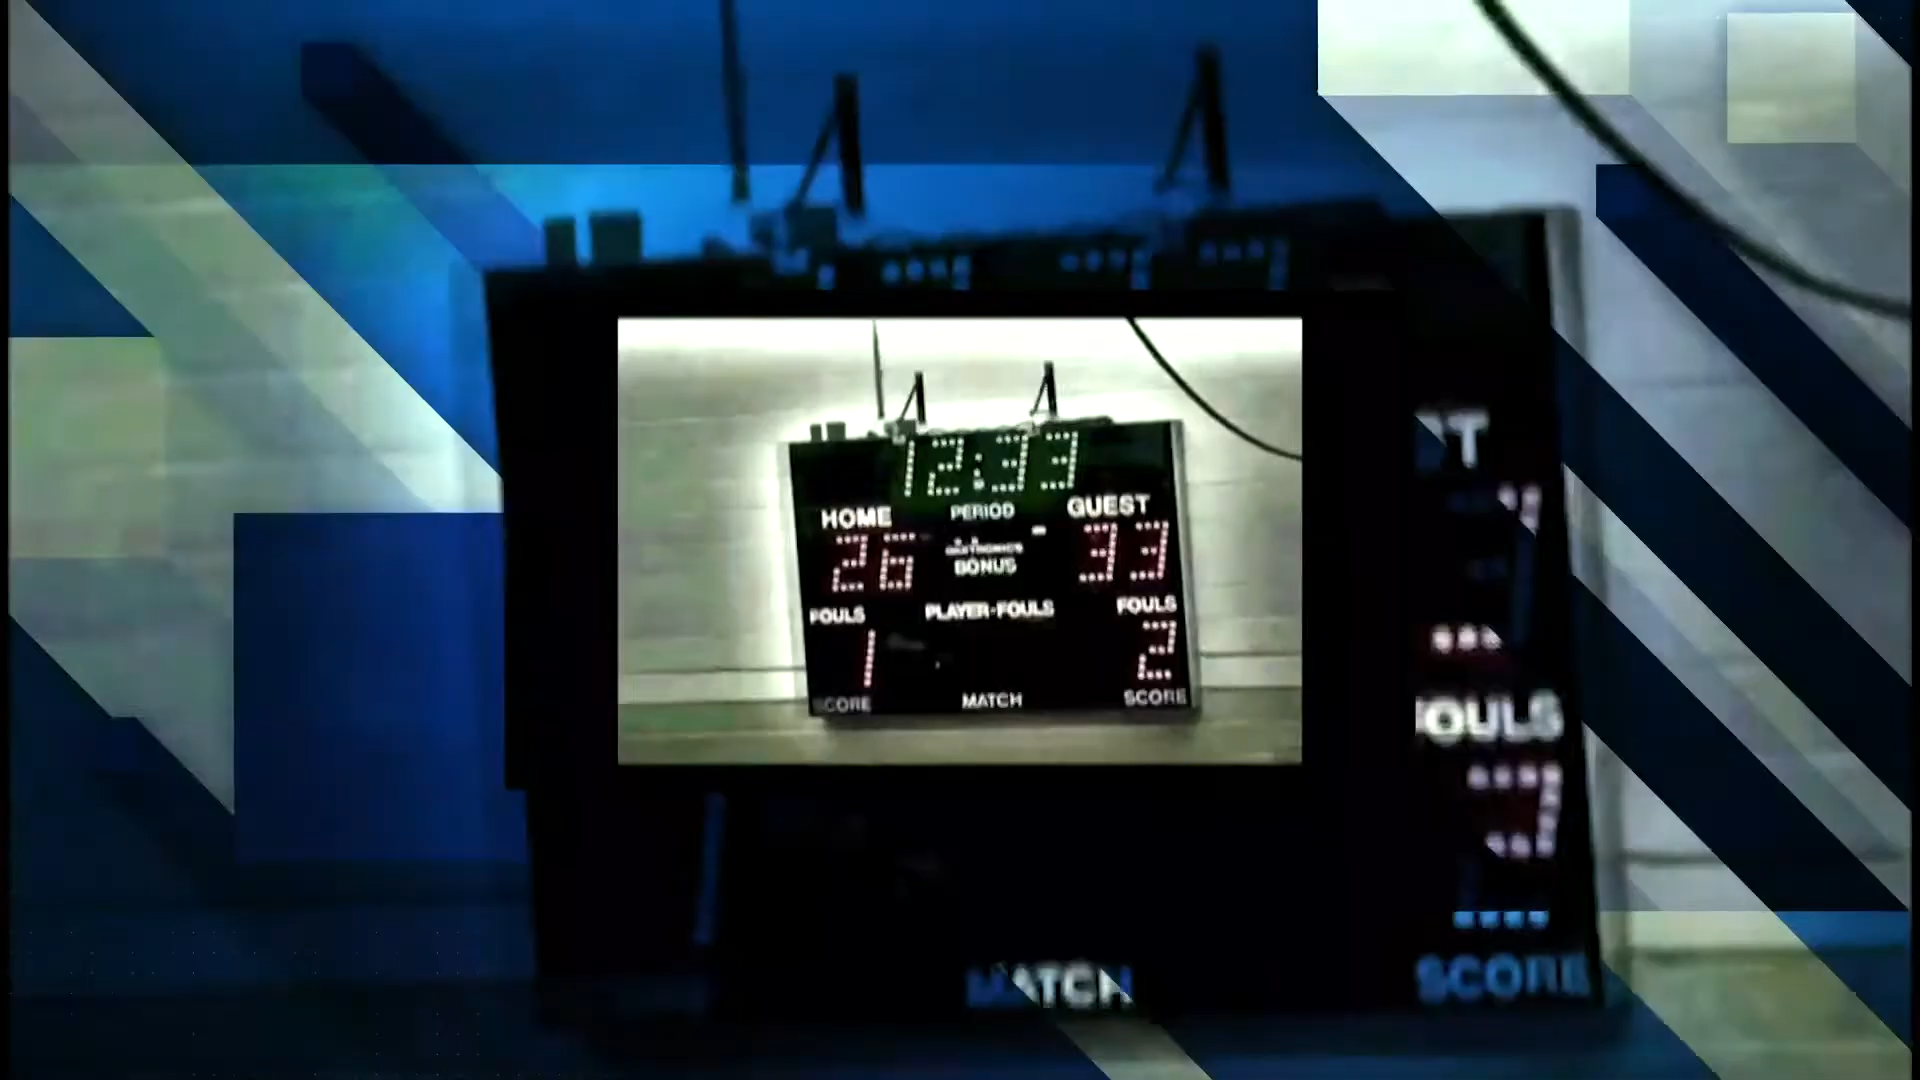 12:33
HOME PERIOD GUEST
26 33
BONUS
FOULS PLAYER-FOULS FOULS
1 2
SCORE MATCH SCORE
OULS
MATCH SCORE